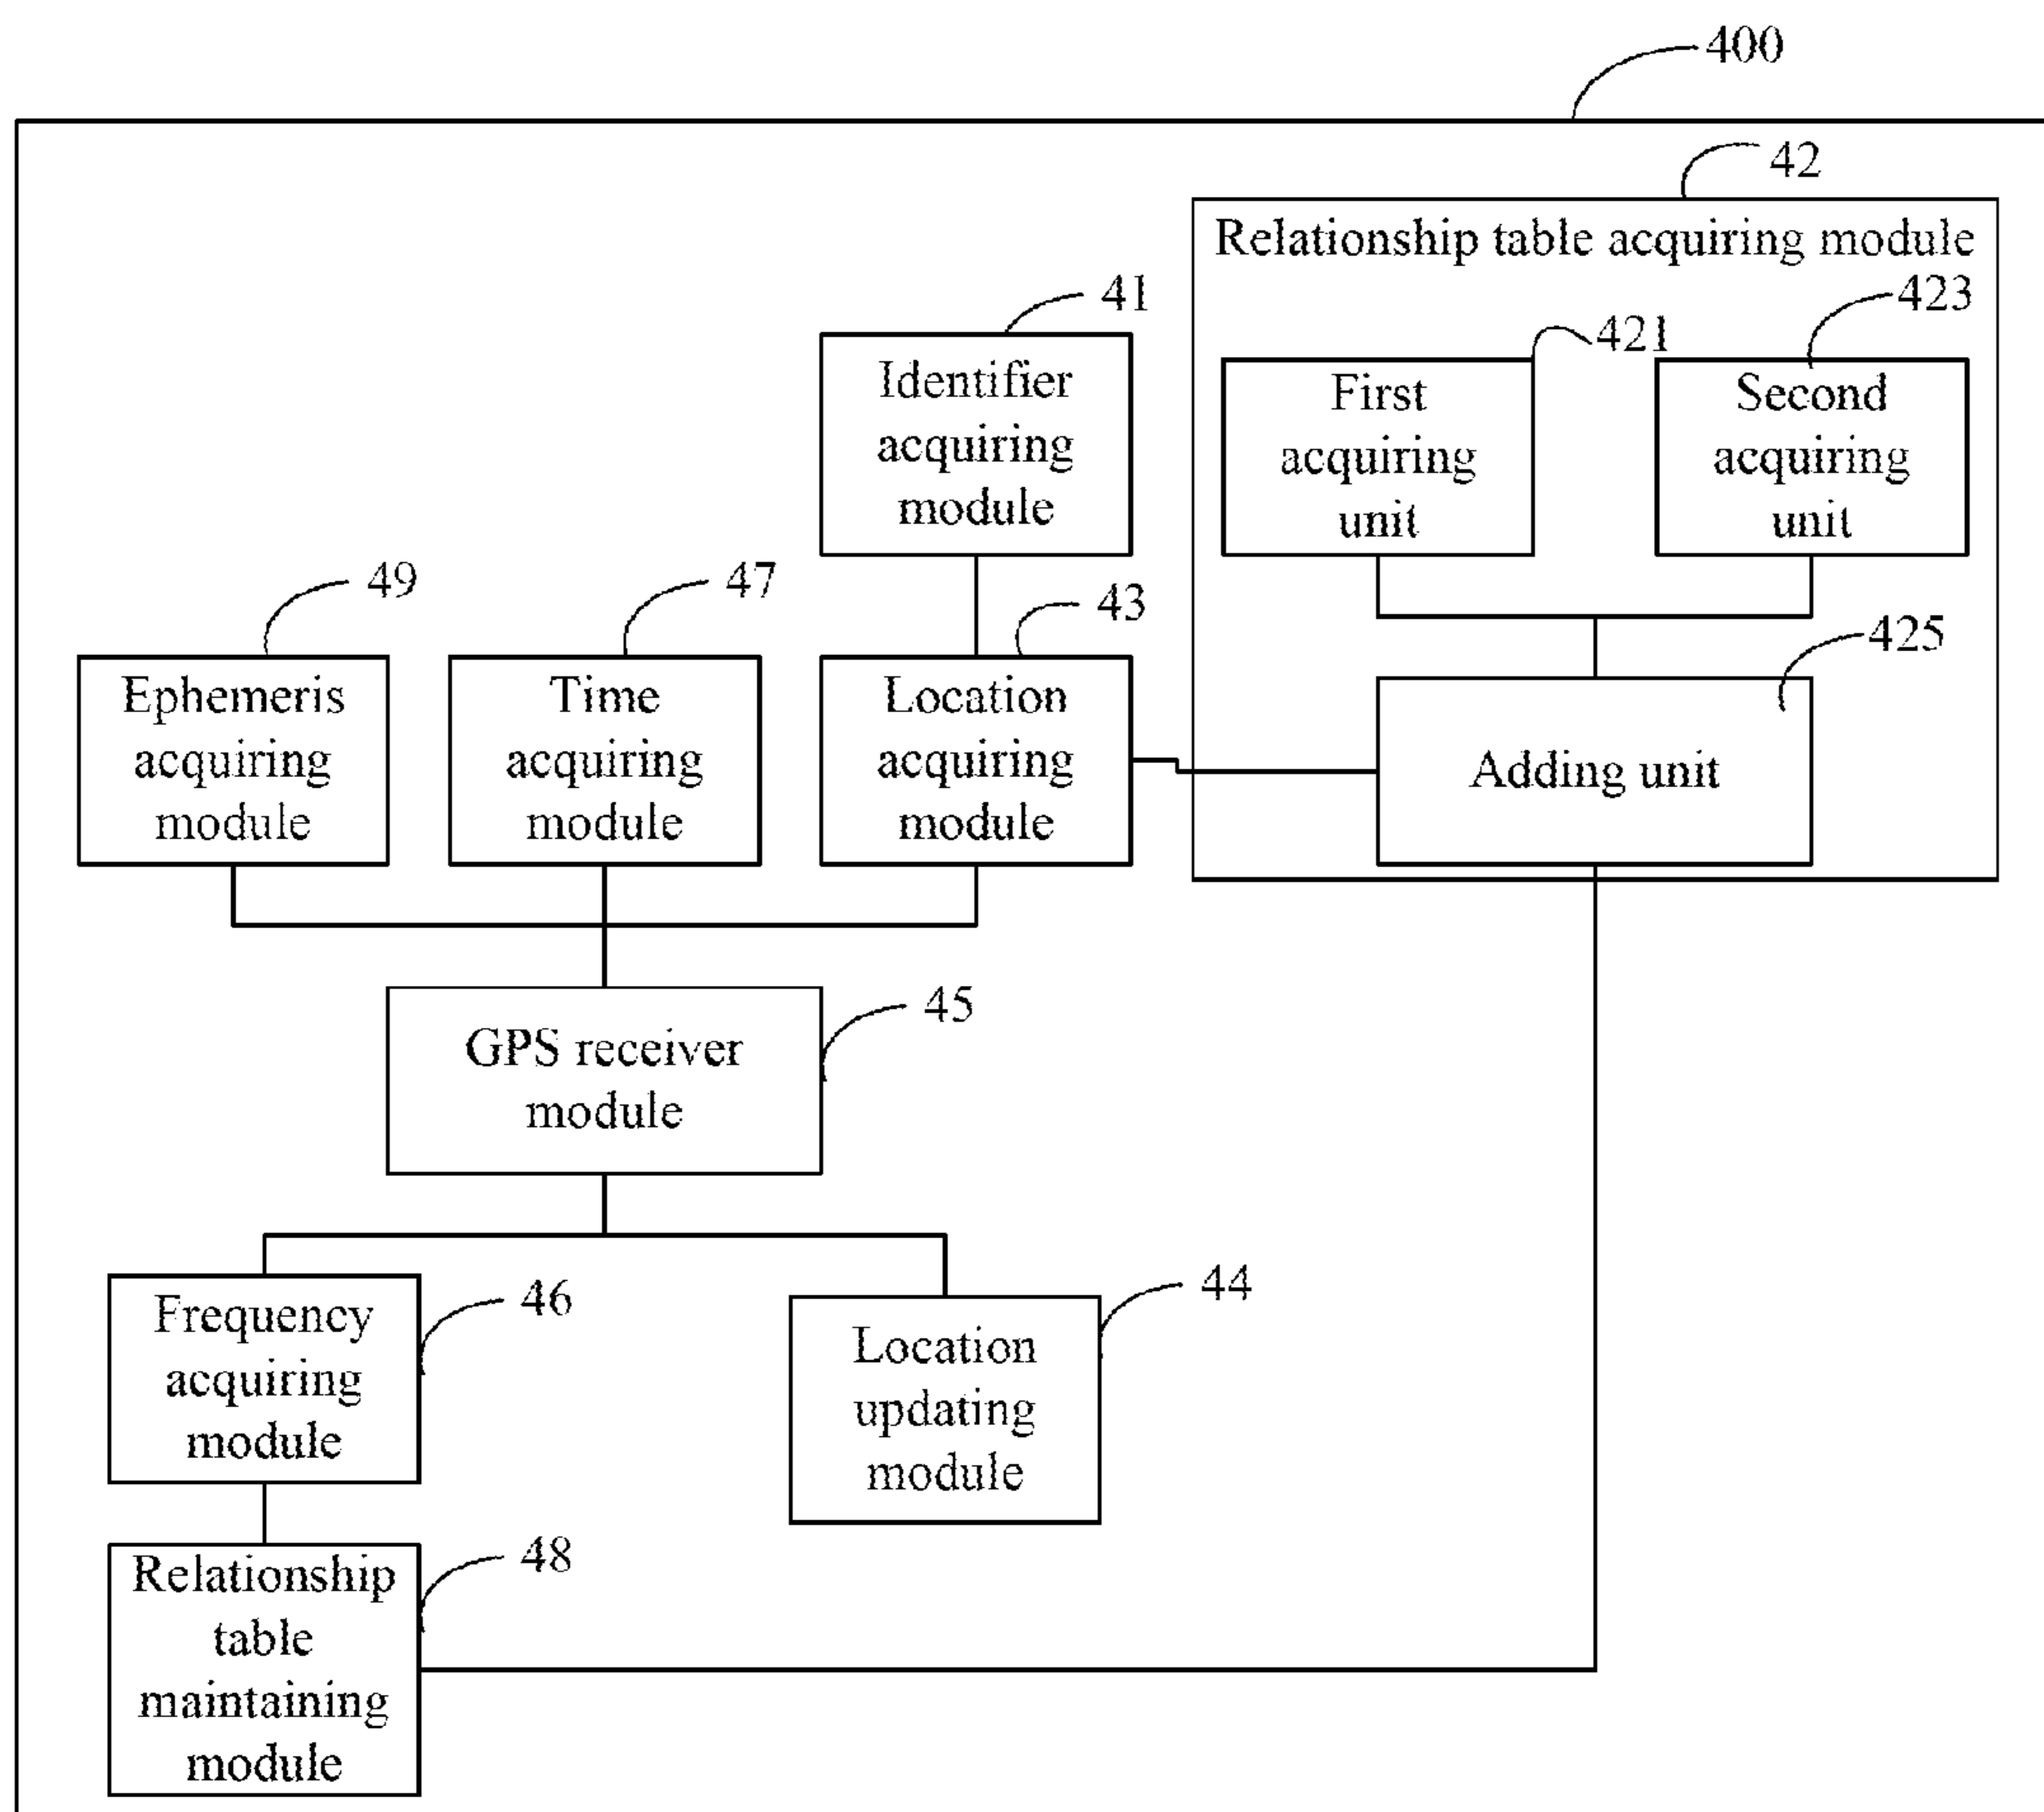 400
42
Relationship table acquiring module
41
421
423
Identifier
acquiring
module
First
acquiring
unit
Second
acquiring
unit
49
47
43
425
Ephemeris
acquiring
module
Time
acquiring
module
Location
acquiring
module
Adding unit
45
GPS receiver
module
46
44
Frequency
acquiring
module
Location
updating
module
48
Relationship
table
maintaining
module